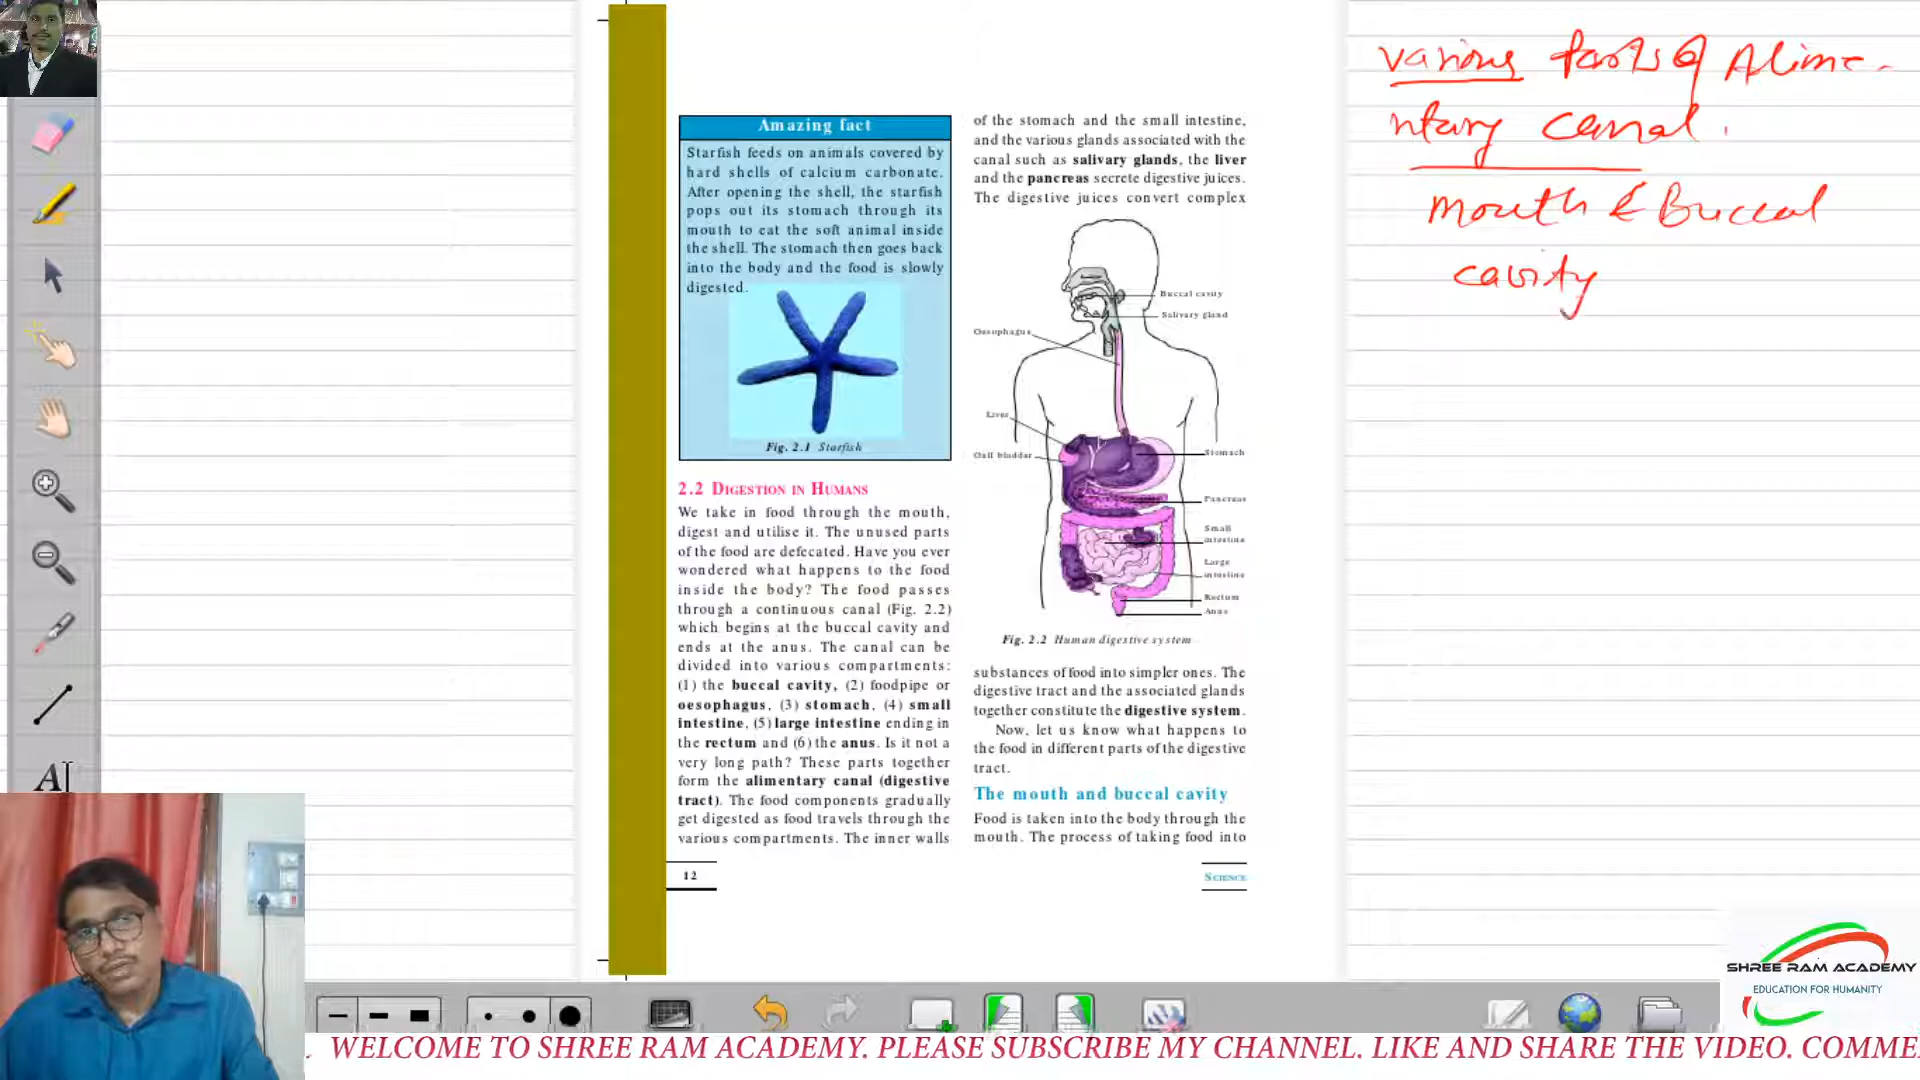 Amazing fact
Starfish feeds on animals covered by
hard shells of calcium carbonate.
After opening the shell, the starfish
pops out its stomach through its
mouth to eat the soft animal inside
the shell. The stomach then goes back
into the body and the food is slowly
digested.
Fig. 2.1 Starfish
2.2 DIGESTION IN HUMANS
We take in food through the mouth,
digest and utilise it. The unused parts
of the food are defecated. Have you ever
wondered what happens to the food
inside the body? The food passes
through a continuous canal (Fig. 2.2)
which begins at the buccal cavity and
ends at the anus. The canal can be
divided into various compartments:
(1) the buccal cavity, (2) foodpipe or
oesophagus, (3) stomach, (4) small
intestine, (5) large intestine ending in
the rectum and (6) the anus. Is it not a
very long path? These parts together
form the alimentary canal (digestive
tract). The food components gradually
get digested as food travels through the
various compartments. The inner walls
12
of the stomach and the small intestine,
and the various glands associated with the
canal such as salivary glands, the liver
and the pancreas secrete digestive juices.
The digestive juices convert complex
Buccal cavity
Salivary gland
Oesophagus
Liver
Gall bladder
Stomach
Pancreas
Small
intestine
Large
intestine
Rectum
Anus
Fig. 2.2 Human digestive system
substances of food into simpler ones. The
digestive tract and the associated glands
together constitute the digestive system.
Now, let us know what happens to
the food in different parts of the digestive
tract.
The mouth and buccal cavity
Food is taken into the body through the
mouth. The process of taking food into
SCIENCE
various parts of Alime-
ntary canal.
mouth & Buccal
cavity
A
SHREE RAM ACADEMY
EDUCATION FOR HUMANITY
. WELCOME TO SHREE RAM ACADEMY. PLEASE SUBSCRIBE MY CHANNEL. LIKE AND SHARE THE VIDEO. COMME